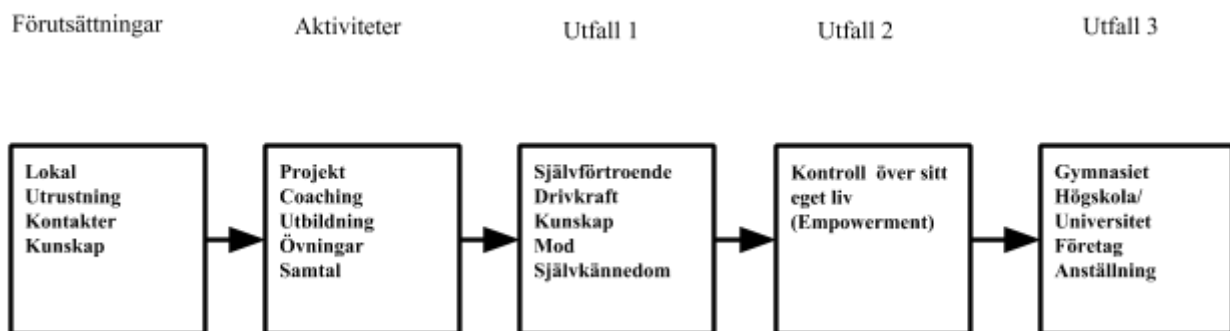 Förutsättningar
Aktiviteter
Utfall 1
Utfall 2
Utfall 3
Lokal
Utrustning
Kontakter
Kunskap
Projekt
Coaching
Utbildning
Övningar
Samtal
Självförtroende
Drivkraft
Kunskap
Mod
Självkännedom
Kontroll över sitt
eget liv
(Empowerment)
Gymnasiet
Högskola/
Universitet
Företag
Anställning